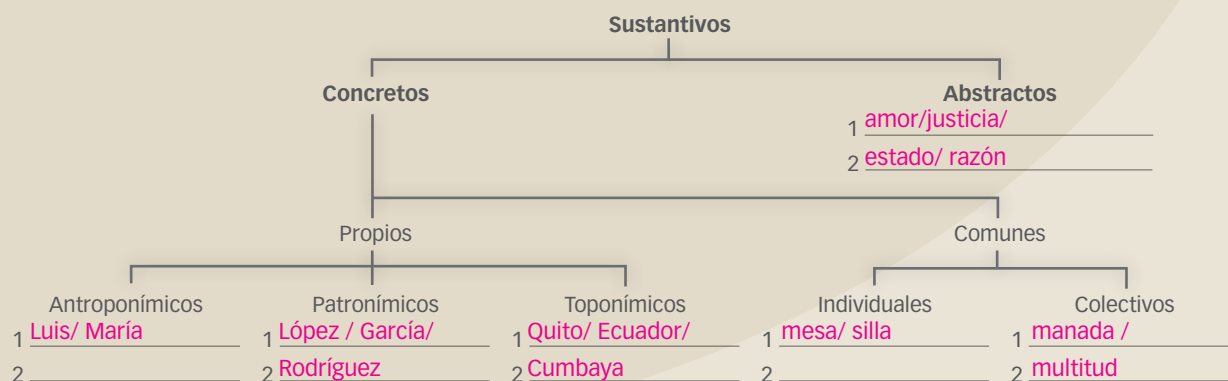 Sustantivos
Concretos
Abstractos
1 amor/justicia/
2 estado/ razón
Propios
Comunes
Antroponímicos
1 Luis/ María
2
Patronímicos
1 López / García/
2 Rodríguez
Toponímicos
1 Quito/ Ecuador/
2 Cumbaya
Individuales
1 mesa/ silla
2
Colectivos
1 manada /
2 multitud